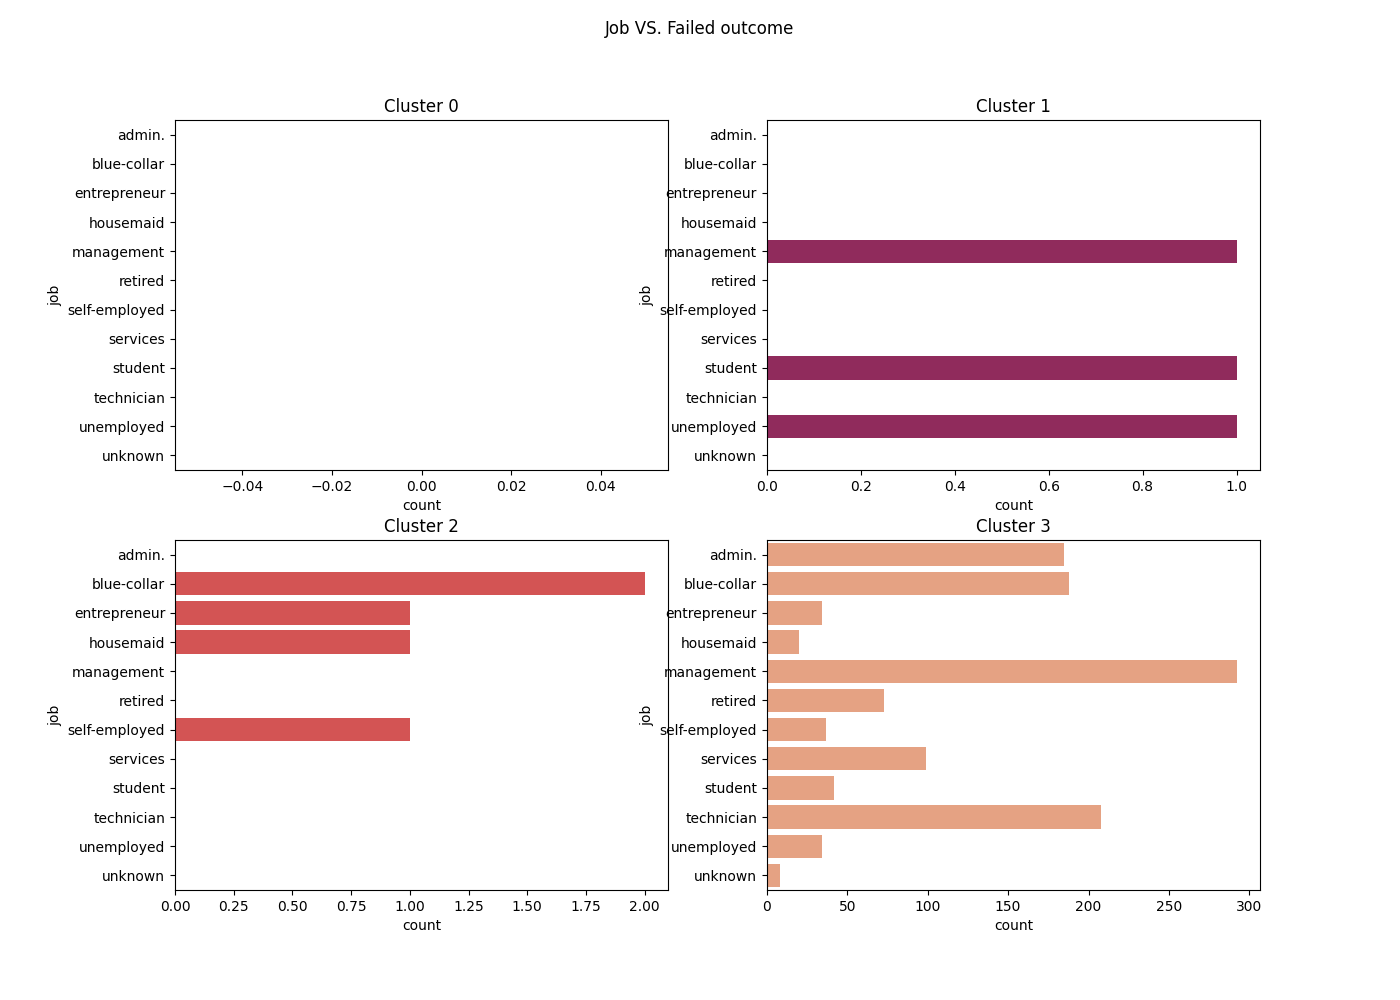 Job VS. Failed outcome
Cluster 0
admin.
blue-collar
entrepreneur
housemaid
management
retired
self-employed
services
student
technician
unemployed
unknown
job
−0.04 −0.02 0.00 0.02 0.04
count
Cluster 1
admin.
blue-collar
entrepreneur
housemaid
management
retired
self-employed
services
student
technician
unemployed
unknown
job
0.0 0.2 0.4 0.6 0.8 1.0
count
Cluster 2
admin.
blue-collar
entrepreneur
housemaid
management
retired
self-employed
services
student
technician
unemployed
unknown
job
0.00 0.25 0.50 0.75 1.00 1.25 1.50 1.75 2.00
count
Cluster 3
admin.
blue-collar
entrepreneur
housemaid
management
retired
self-employed
services
student
technician
unemployed
unknown
job
0 50 100 150 200 250 300
count